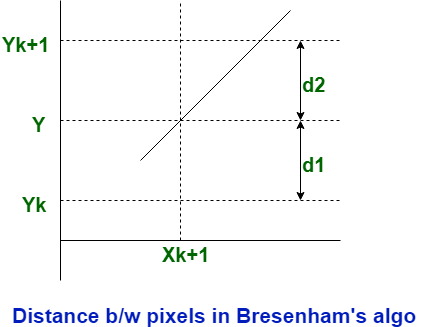 Yk+1
d2
Y
d1
Yk
Xk+1
Distance b/w pixels in Bresenham's algo